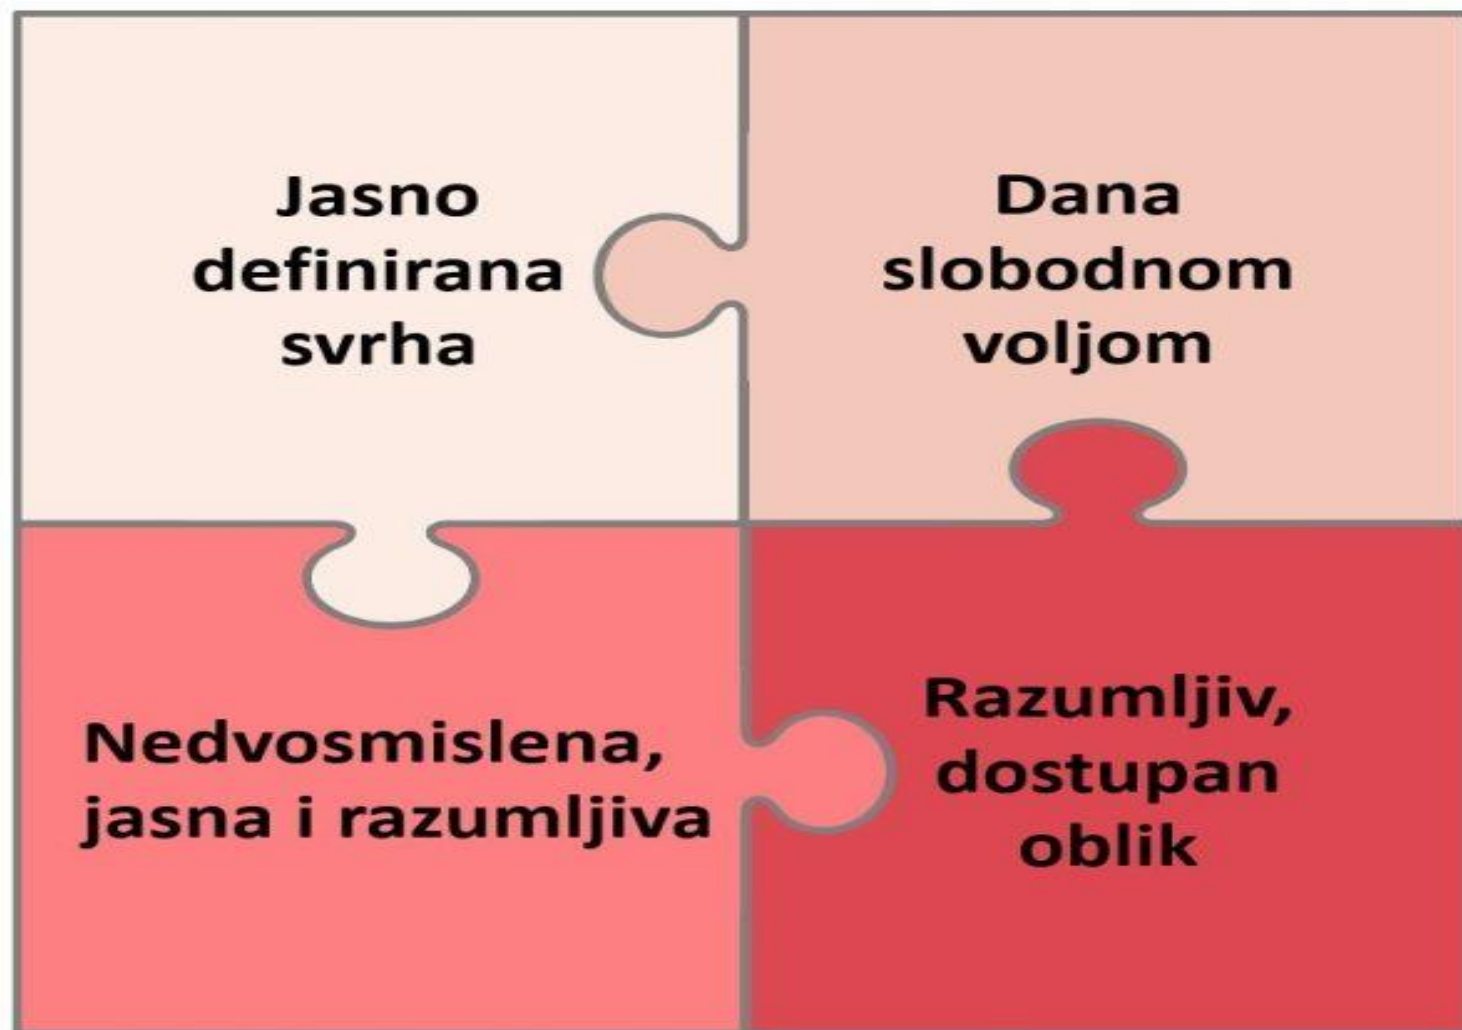 Jasno
definirana
svrha
Dana
slobodnom
voljom
Nedvosmislena,
jasna i razumljiva
Razumljiv,
dostupan
oblik